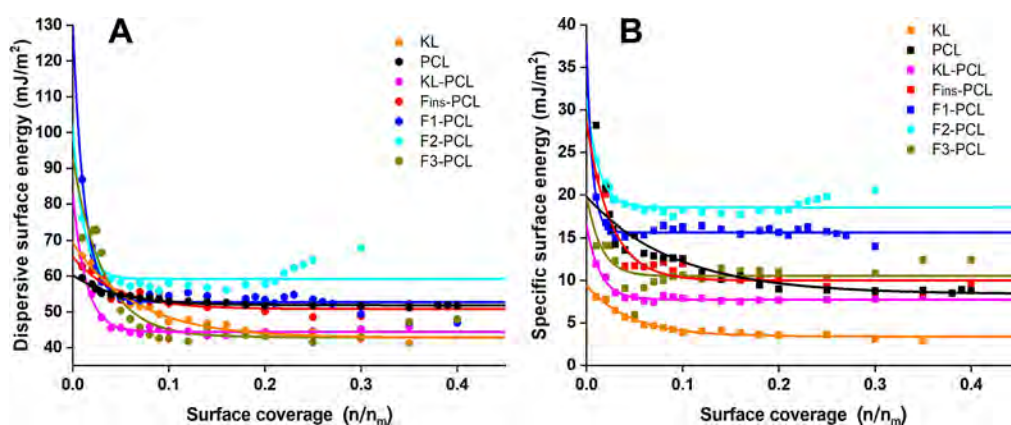 A
Dispersive surface energy (mJ/m²)
130
120
110
100
90
80
70
60
50
40
0.0
0.1
0.2
0.3
0.4
Surface coverage (n/nm)
KL
PCL
KL-PCL
Fins-PCL
F1-PCL
F2-PCL
F3-PCL
B
Specific surface energy (mJ/m²)
40
35
30
25
20
15
10
5
0
0.0
0.1
0.2
0.3
0.4
Surface coverage (n/nm)
KL
PCL
KL-PCL
Fins-PCL
F1-PCL
F2-PCL
F3-PCL